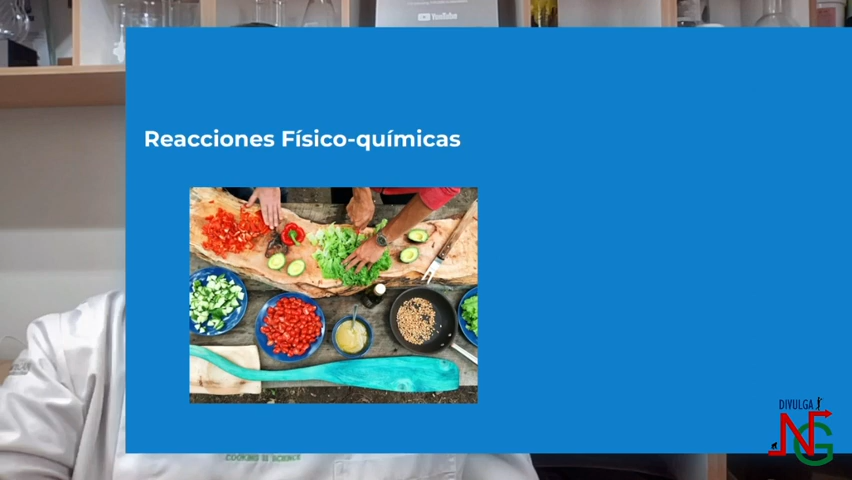 YouTube
Reacciones Físico-químicas
DIVULGA
NG
COOKING IS SCIENCE